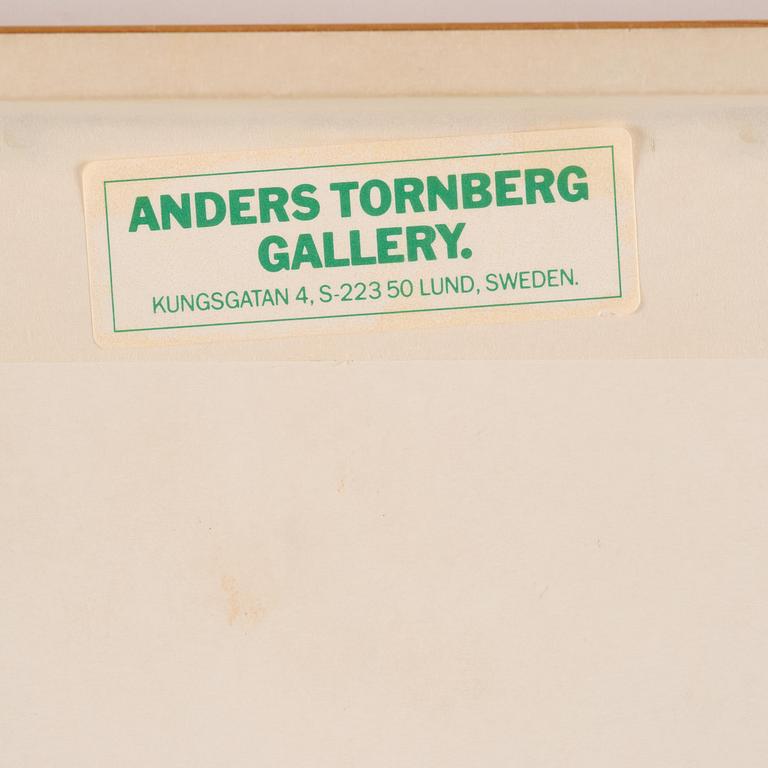 ANDERS TORNBERG
GALLERY.
KUNGSGATAN 4, S-223 50 LUND, SWEDEN.